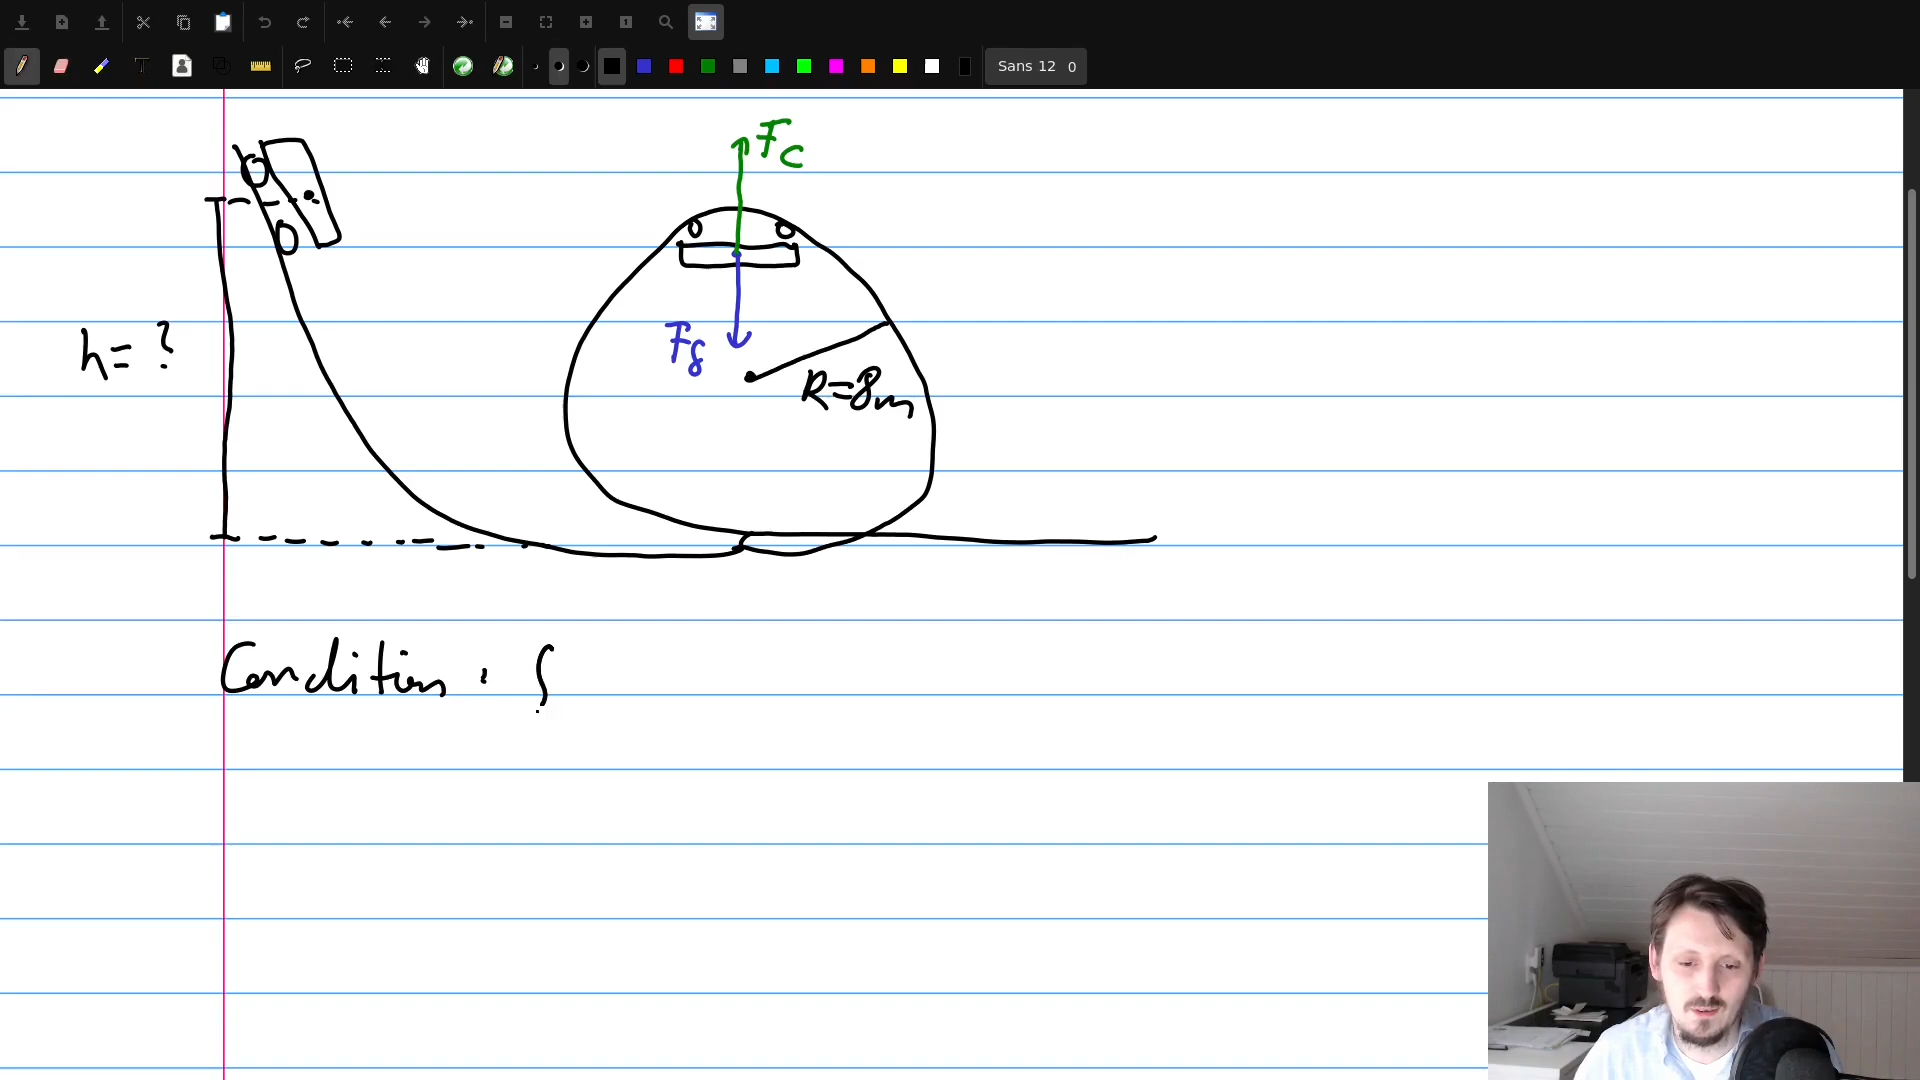 Sans 12 0
F_c
h = ?
F_g
R = 8m
Condition :